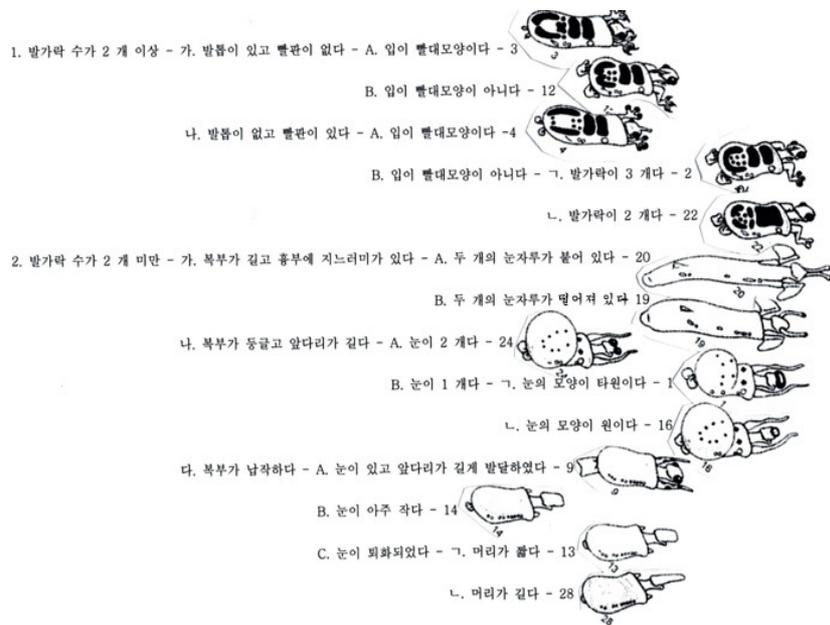 1. 발가락 수가 2 개 이상 - 가. 발톱이 있고 빨판이 없다 - A. 입이 빨대모양이다 - 3
3
B. 입이 빨대모양이 아니다 - 12
나. 발톱이 없고 빨판이 있다 - A. 입이 빨대모양이다 -4
4
B. 입이 빨대모양이 아니다 - ㄱ. 발가락이 3 개다 - 2
ㄴ. 발가락이 2 개다 - 22
22
2. 발가락 수가 2 개 미만 - 가. 복부가 길고 흉부에 지느러미가 있다 - A. 두 개의 눈자루가 붙어 있다 - 20
20
B. 두 개의 눈자루가 떨어져 있다 19
19
나. 복부가 둥글고 앞다리가 길다 - A. 눈이 2 개다 - 24
24
B. 눈이 1 개다 - ㄱ. 눈의 모양이 타원이다 - 1
1
ㄴ. 눈의 모양이 원이다 - 16
16
다. 복부가 납작하다 - A. 눈이 있고 앞다리가 길게 발달하였다 - 9
9
B. 눈이 아주 작다 - 14
14
C. 눈이 퇴화되었다 - ㄱ. 머리가 짧다 - 13
13
ㄴ. 머리가 길다 - 28
28